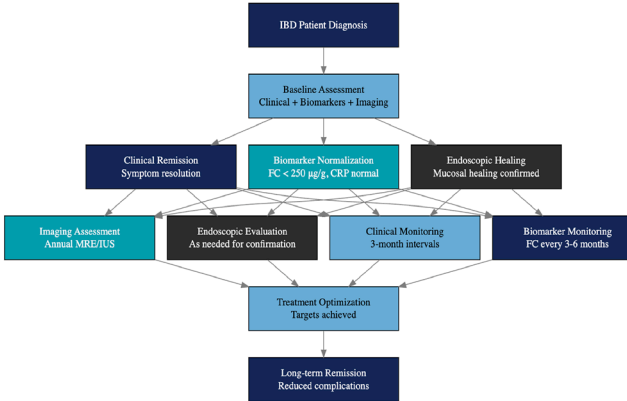 IBD Patient Diagnosis
Baseline Assessment
Clinical + Biomarkers + Imaging
Clinical Remission
Symptom resolution
Biomarker Normalization
FC < 250 µg/g, CRP normal
Endoscopic Healing
Mucosal healing confirmed
Imaging Assessment
Annual MRE/IUS
Endoscopic Evaluation
As needed for confirmation
Clinical Monitoring
3-month intervals
Biomarker Monitoring
FC every 3-6 months
Treatment Optimization
Targets achieved
Long-term Remission
Reduced complications